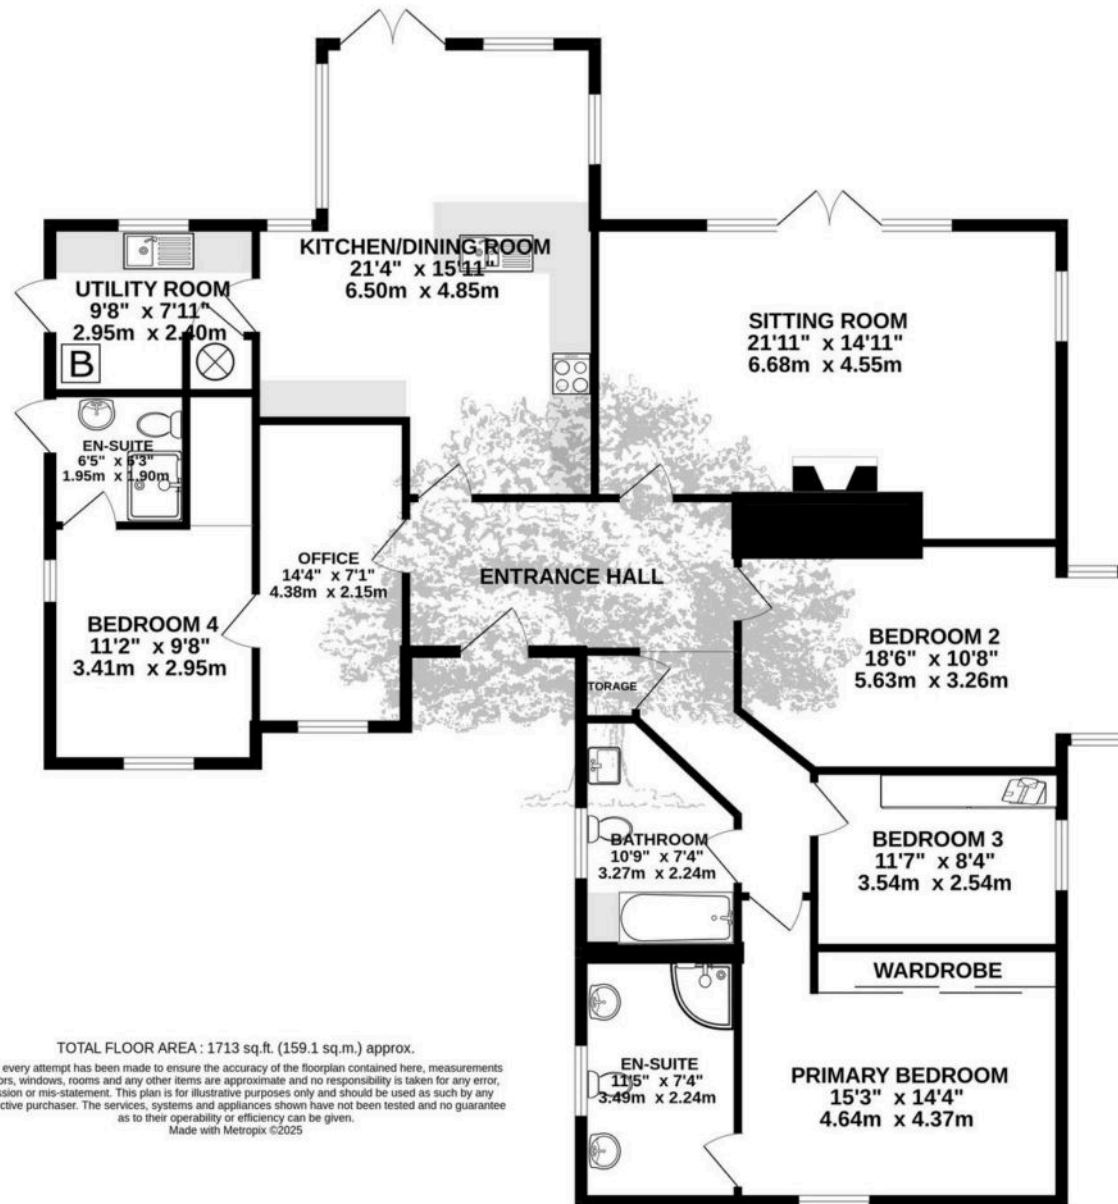 KITCHEN/DINING ROOM
21'4" x 15'11"
6.50m x 4.85m
UTILITY ROOM
9'8" x 7'11"
2.95m x 2.40m
B
SITTING ROOM
21'11" x 14'11"
6.68m x 4.55m
EN-SUITE
6'5" x 6'3"
1.95m x 1.90m
OFFICE
14'4" x 7'1"
4.38m x 2.15m
ENTRANCE HALL
BEDROOM 4
11'2" x 9'8"
3.41m x 2.95m
BEDROOM 2
18'6" x 10'8"
5.63m x 3.26m
TORAGE
BATHROOM
10'9" x 7'4"
3.27m x 2.24m
BEDROOM 3
11'7" x 8'4"
3.54m x 2.54m
WARDROBE
EN-SUITE
11'5" x 7'4"
3.49m x 2.24m
PRIMARY BEDROOM
15'3" x 14'4"
4.64m x 4.37m
TOTAL FLOOR AREA : 1713 sq.ft. (159.1 sq.m.) approx.
every attempt has been made to ensure the accuracy of the floorplan contained here, measurements
ors, windows, rooms and any other items are approximate and no responsibility is taken for any error,
ssion or mis-statement. This plan is for illustrative purposes only and should be used as such by any
ctive purchaser. The services, systems and appliances shown have not been tested and no guarantee
as to their operability or efficiency can be given.
Made with Metropix ©2025